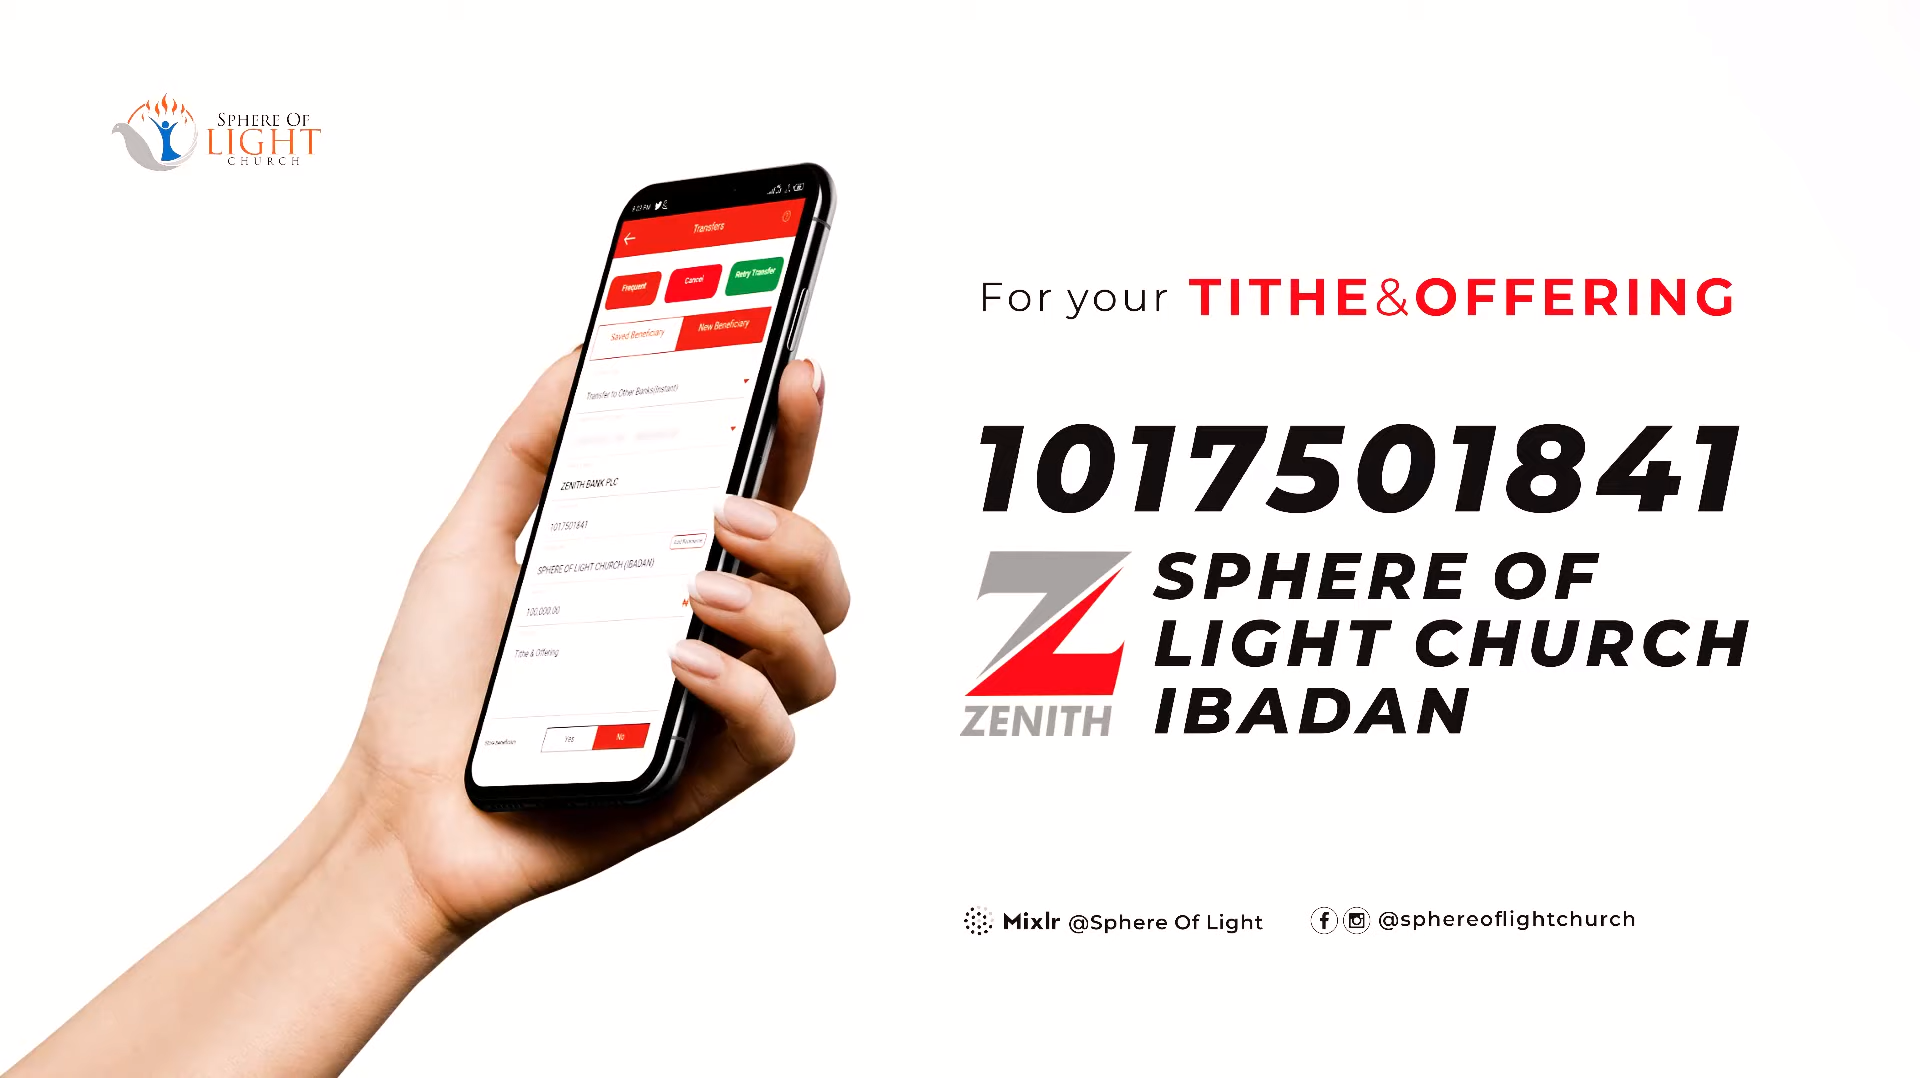 SPHERE OF
LIGHT
CHURCH
Transfers
Frequent
Cancel
Retry Transfer
Saved Beneficiary
New Beneficiary
Transfer to Other Banks(Instant)
ZENITH BANK PLC
1017501841
SPHERE OF LIGHT CHURCH (IBADAN)
100,000.00
Tithe & Offering
Yes
No
For your TITHE&OFFERING
1017501841
ZENITH
SPHERE OF
LIGHT CHURCH
IBADAN
Mixlr @Sphere Of Light
@sphereoflightchurch